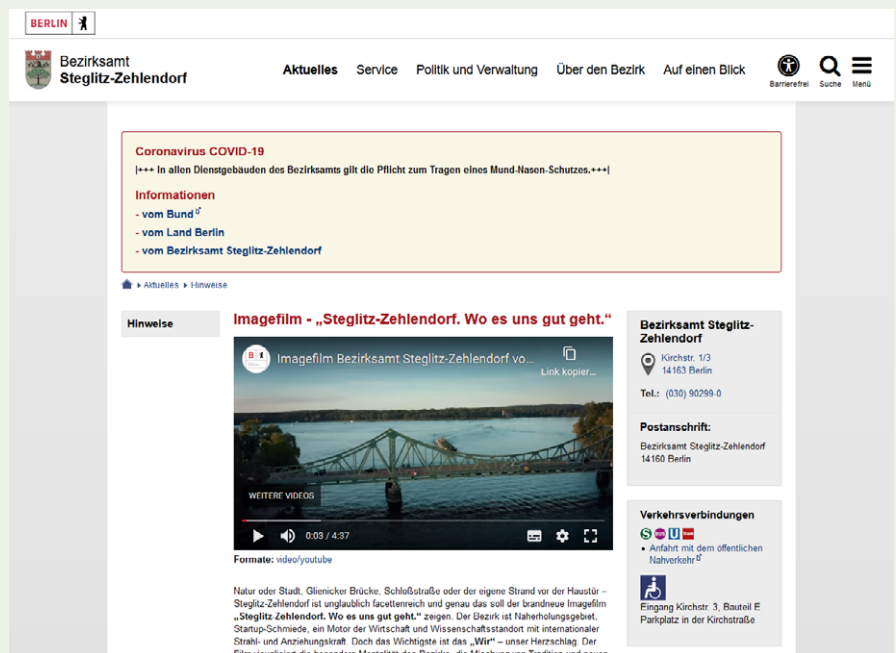 BERLIN
Bezirksamt
Steglitz-Zehlendorf
Aktuelles Service Politik und Verwaltung Über den Bezirk Auf einen Blick
Barrierefrei Suche Menü
Coronavirus COVID-19
|+++ In allen Dienstgebäuden des Bezirksamts gilt die Pflicht zum Tragen eines Mund-Nasen-Schutzes.+++|
Informationen
- vom Bund
- vom Land Berlin
- vom Bezirksamt Steglitz-Zehlendorf
Aktuelles Hinweise
Hinweise
Imagefilm - „Steglitz-Zehlendorf. Wo es uns gut geht.“
Imagefilm Bezirksamt Steglitz-Zehlendorf vo...
Link kopier...
WEITERE VIDEOS
0:03 / 4:37
Formate: video/youtube
Natur oder Stadt, Glienicker Brücke, Schloßstraße oder der eigene Strand vor der Haustür –
Steglitz-Zehlendorf ist unglaublich facettenreich und genau das soll der brandneue Imagefilm
„Steglitz-Zehlendorf. Wo es uns gut geht.“ zeigen. Der Bezirk ist Naherholungsgebiet,
Startup-Schmiede, ein Motor der Wirtschaft und Wissenschaftsstandort mit internationaler
Strahl- und Anziehungskraft. Doch das Wichtigste ist das „Wir“ – unser Herzschlag. Der
Bezirksamt Steglitz-
Zehlendorf
Kirchstr. 1/3
14163 Berlin
Tel.: (030) 90299-0
Postanschrift:
Bezirksamt Steglitz-Zehlendorf
14160 Berlin
Verkehrsverbindungen
S BUS U Tram
Anfahrt mit dem öffentlichen
Nahverkehr
Eingang Kirchstr. 3, Bauteil E
Parkplatz in der Kirchstraße